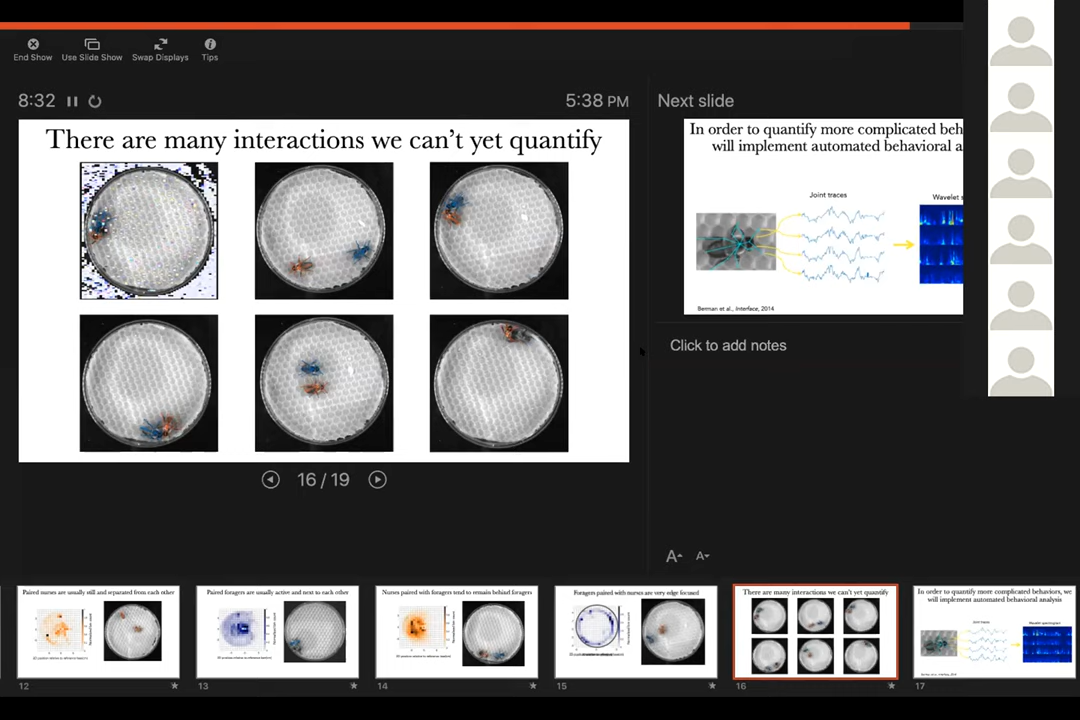 End Show
Use Slide Show
Swap Displays
Tips
8:32
5:38 PM
Next slide
There are many interactions we can't yet quantify
In order to quantify more complicated beh
will implement automated behavioral a
Joint traces
Wavelet s
Berman et al., Interface, 2014
Click to add notes
16 / 19
A A
Paired nurses are usually still and separated from each other
Paired foragers are usually active and next to each other
Nurses paired with foragers tend to remain behind foragers
Foragers paired with nurses are very edge focused
There are many interactions we can't yet quantify
In order to quantify more complicated behaviors, we
will implement automated behavioral analysis
Joint traces
12
13
14
15
16
17